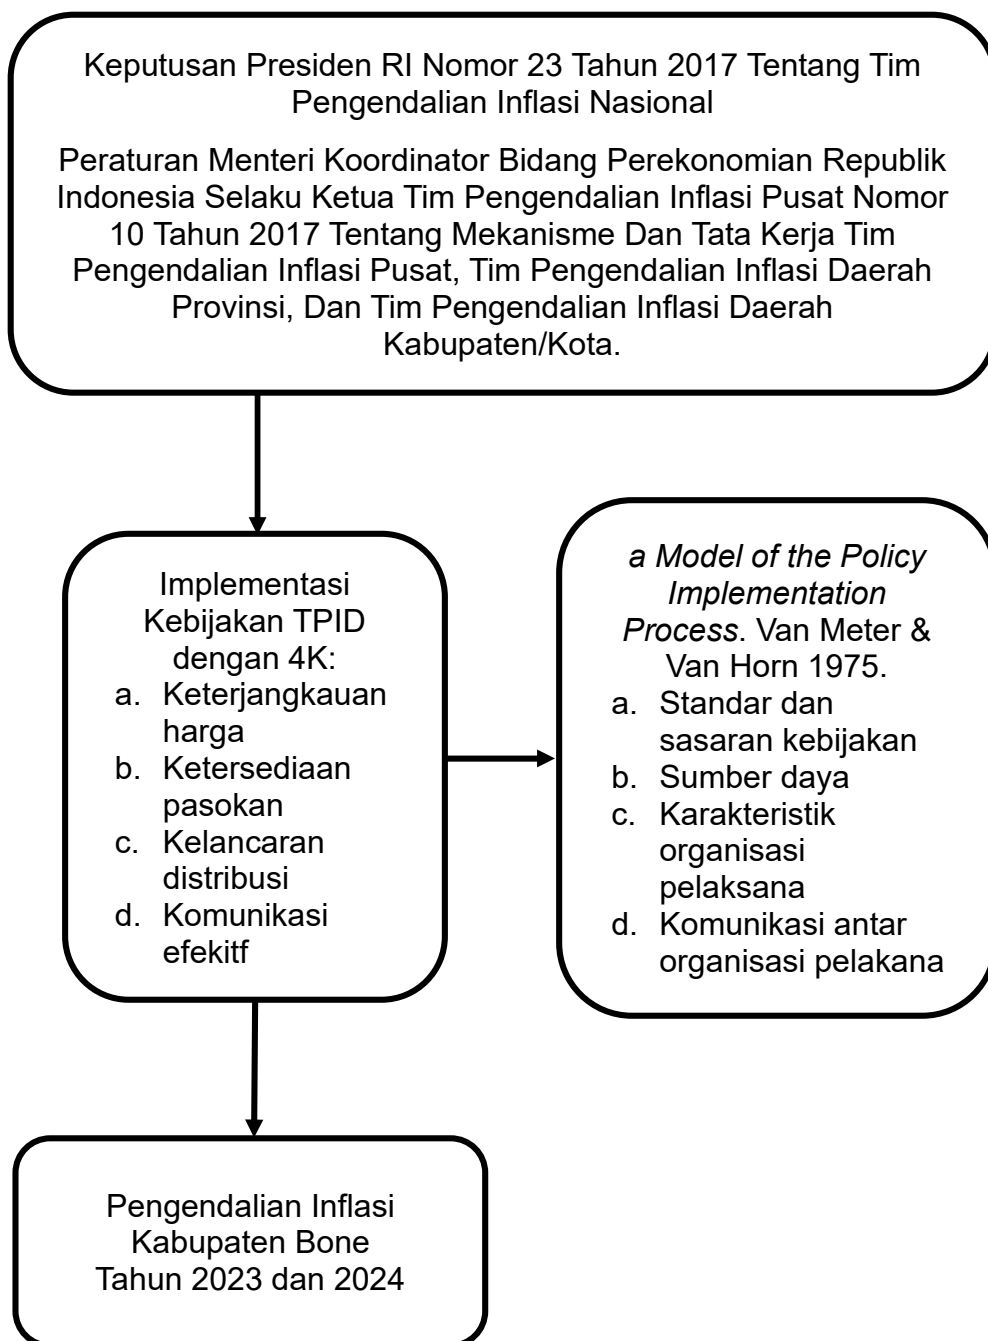 Keputusan Presiden RI Nomor 23 Tahun 2017 Tentang Tim
Pengendalian Inflasi Nasional
Peraturan Menteri Koordinator Bidang Perekonomian Republik
Indonesia Selaku Ketua Tim Pengendalian Inflasi Pusat Nomor
10 Tahun 2017 Tentang Mekanisme Dan Tata Kerja Tim
Pengendalian Inflasi Pusat, Tim Pengendalian Inflasi Daerah
Provinsi, Dan Tim Pengendalian Inflasi Daerah
Kabupaten/Kota.
Implementasi
Kebijakan TPID
dengan 4K:
a. Keterjangkauan
harga
b. Ketersediaan
pasokan
c. Kelancaran
distribusi
d. Komunikasi
efekitf
a Model of the Policy
Implementation
Process. Van Meter &
Van Horn 1975.
a. Standar dan
sasaran kebijakan
b. Sumber daya
c. Karakteristik
organisasi
pelaksana
d. Komunikasi antar
organisasi pelakana
Pengendalian Inflasi
Kabupaten Bone
Tahun 2023 dan 2024